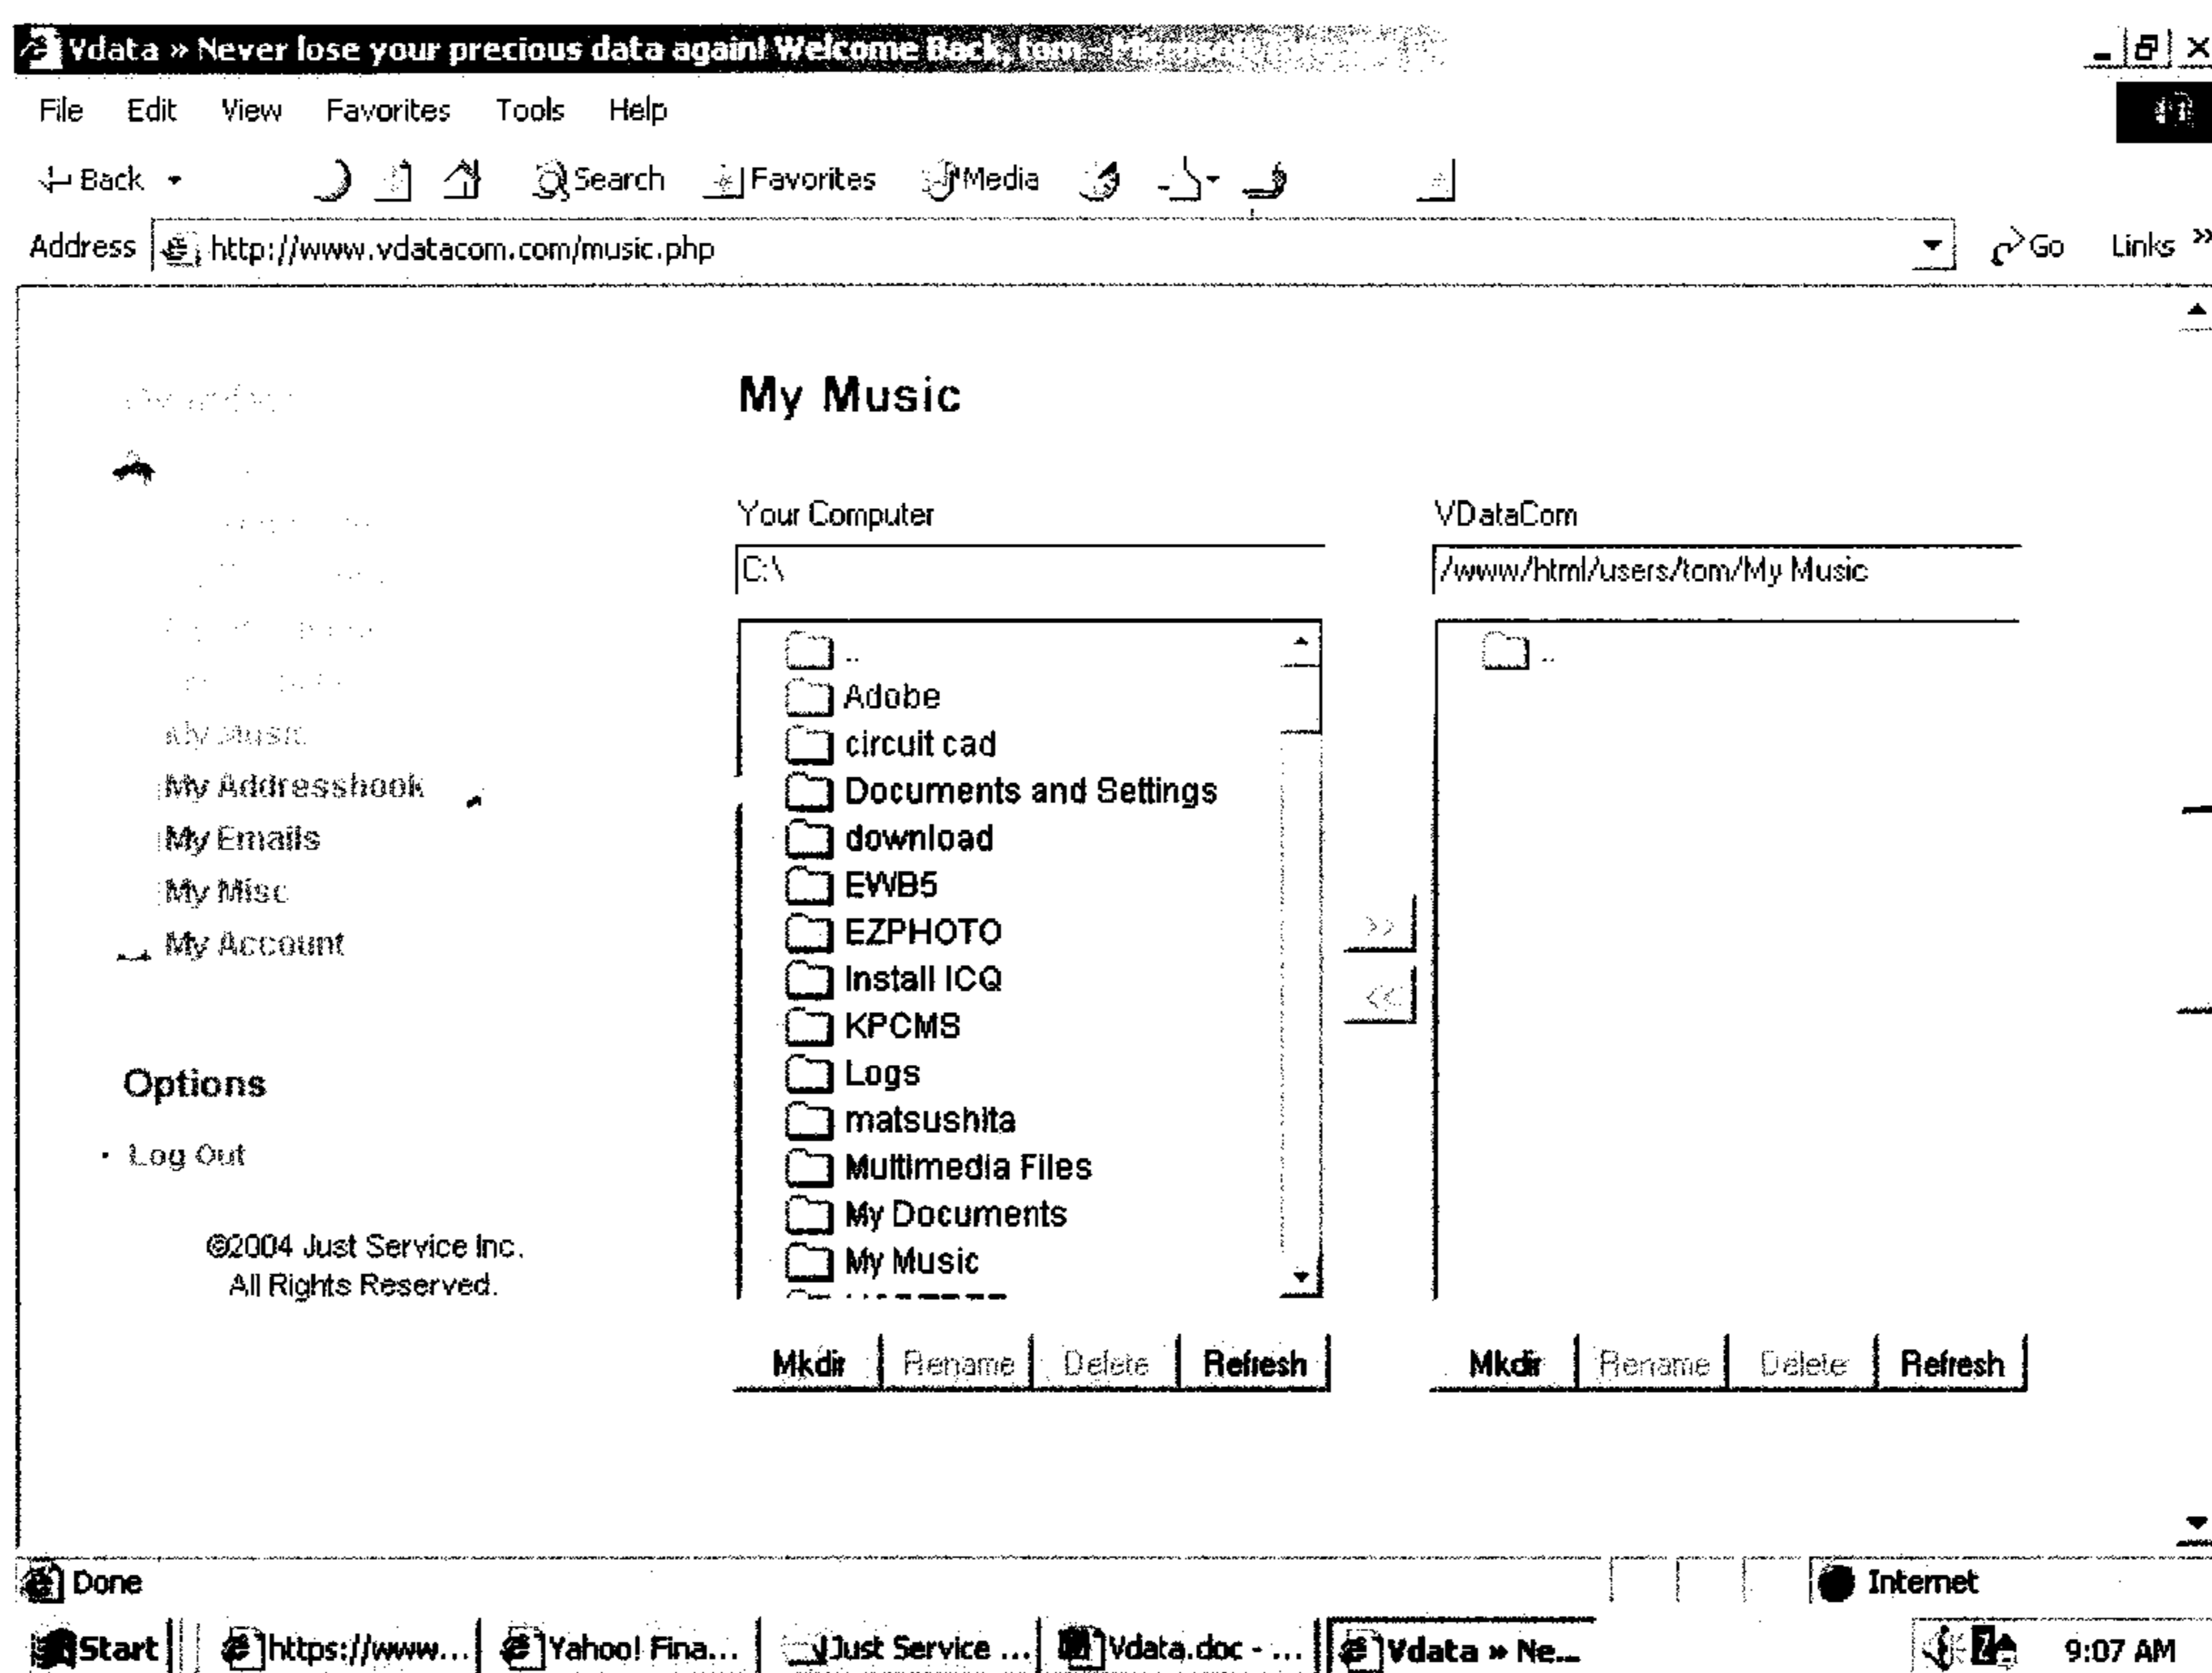 Vdata » Never lose your precious data again! Welcome Back, tom - Microsoft
File Edit View Favorites Tools Help
Back Search Favorites Media
Address http://www.vdatacom.com/music.php Go Links »
My Music
Your Computer VDataCom
C:\ /www/html/users/tom/My Music
.. ..
Adobe
circuit cad
My Music
Documents and Settings
My Addressbook
download
My Emails
EWB5
My Misc
EZPHOTO >>
My Account
Install ICQ <<
KPCMS
Logs
Options
matsushita
Log Out
Multimedia Files
My Documents
©2004 Just Service Inc.
My Music
All Rights Reserved.
Mkdir Rename Delete Refresh Mkdir Rename Delete Refresh
Done Internet
Start https://www... Yahoo! Fina... Just Service ... Vdata.doc - ... Vdata » Ne... 9:07 AM